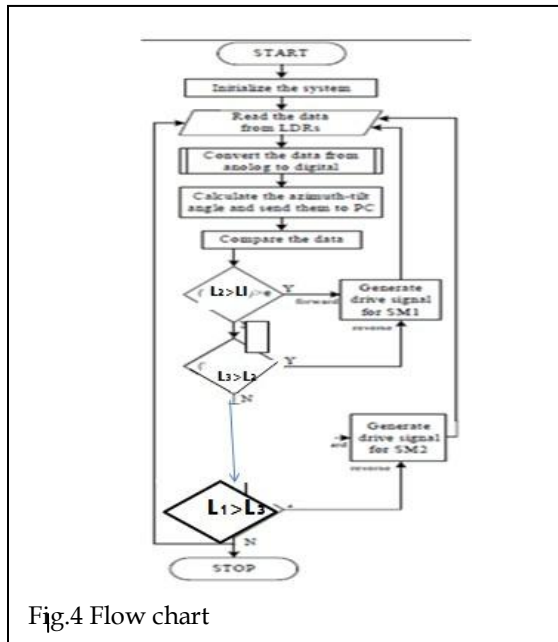 START
Initialize the system
Read the data
from LDRs
Convert the data from
anolog to digital
Calculate the azimuth-tilt
angle and send them to PC
Compare the data
( L2>L1 >e
Y
forward
Generate
drive signal
for SM1
reverse
( L3>L2
Y
N
Generate
drive signal
for SM2
reverse
L1>L3
N
STOP
Fig.4 Flow chart